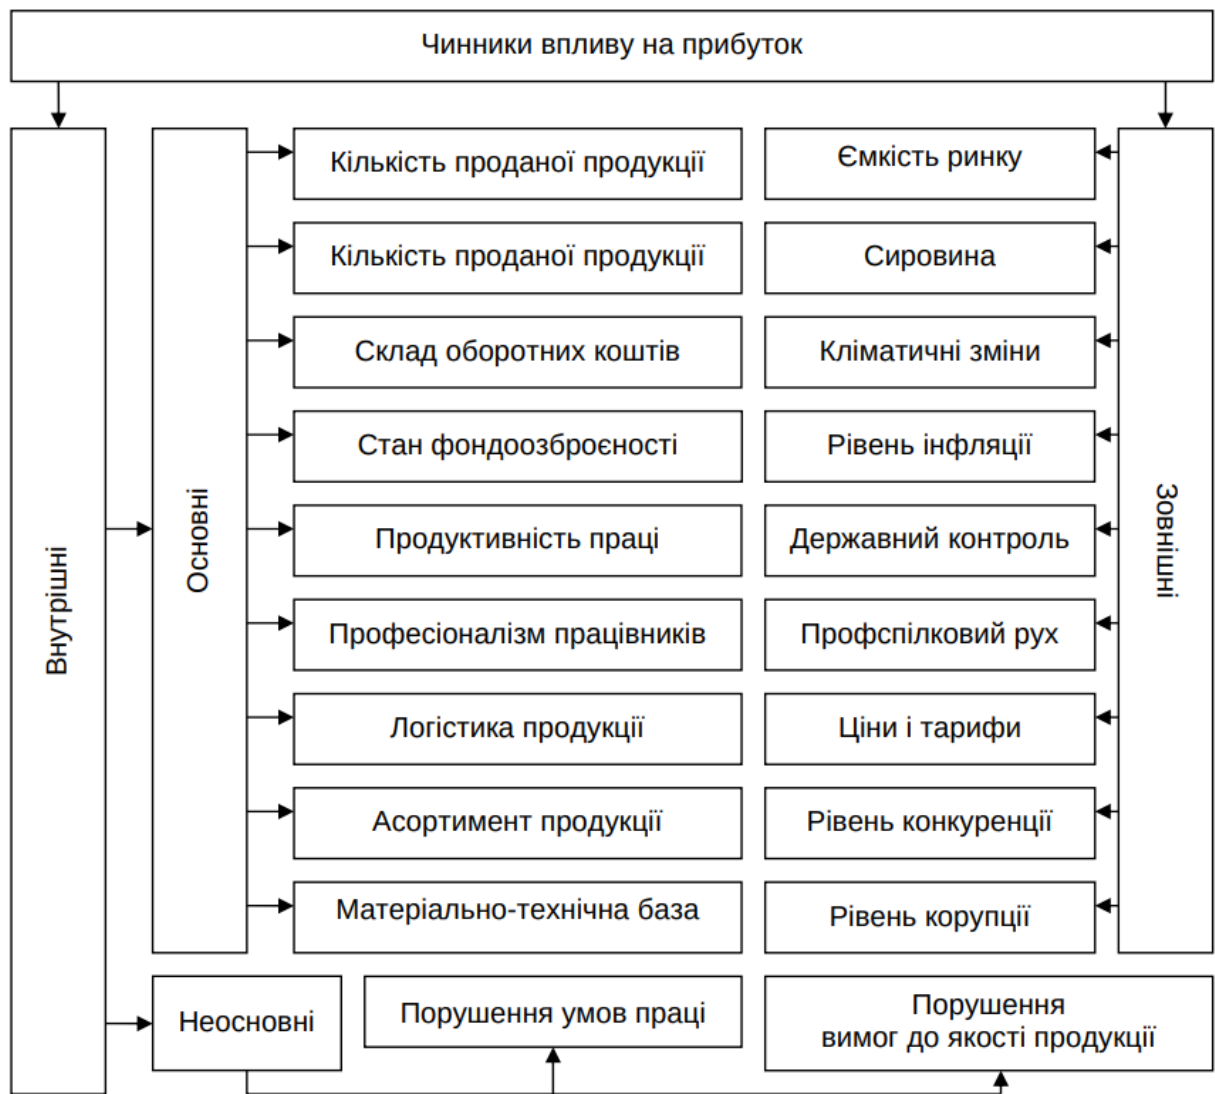 Чинники впливу на прибуток
Внутрішні
Основні
Кількість проданої продукції
Кількість проданої продукції
Склад оборотних коштів
Стан фондоозброєності
Продуктивність праці
Професіоналізм працівників
Логістика продукції
Асортимент продукції
Матеріально-технічна база
Ємкість ринку
Сировина
Кліматичні зміни
Рівень інфляції
Державний контроль
Профспілковий рух
Ціни і тарифи
Рівень конкуренції
Рівень корупції
Зовнішні
Неосновні
Порушення умов праці
Порушення
вимог до якості продукції